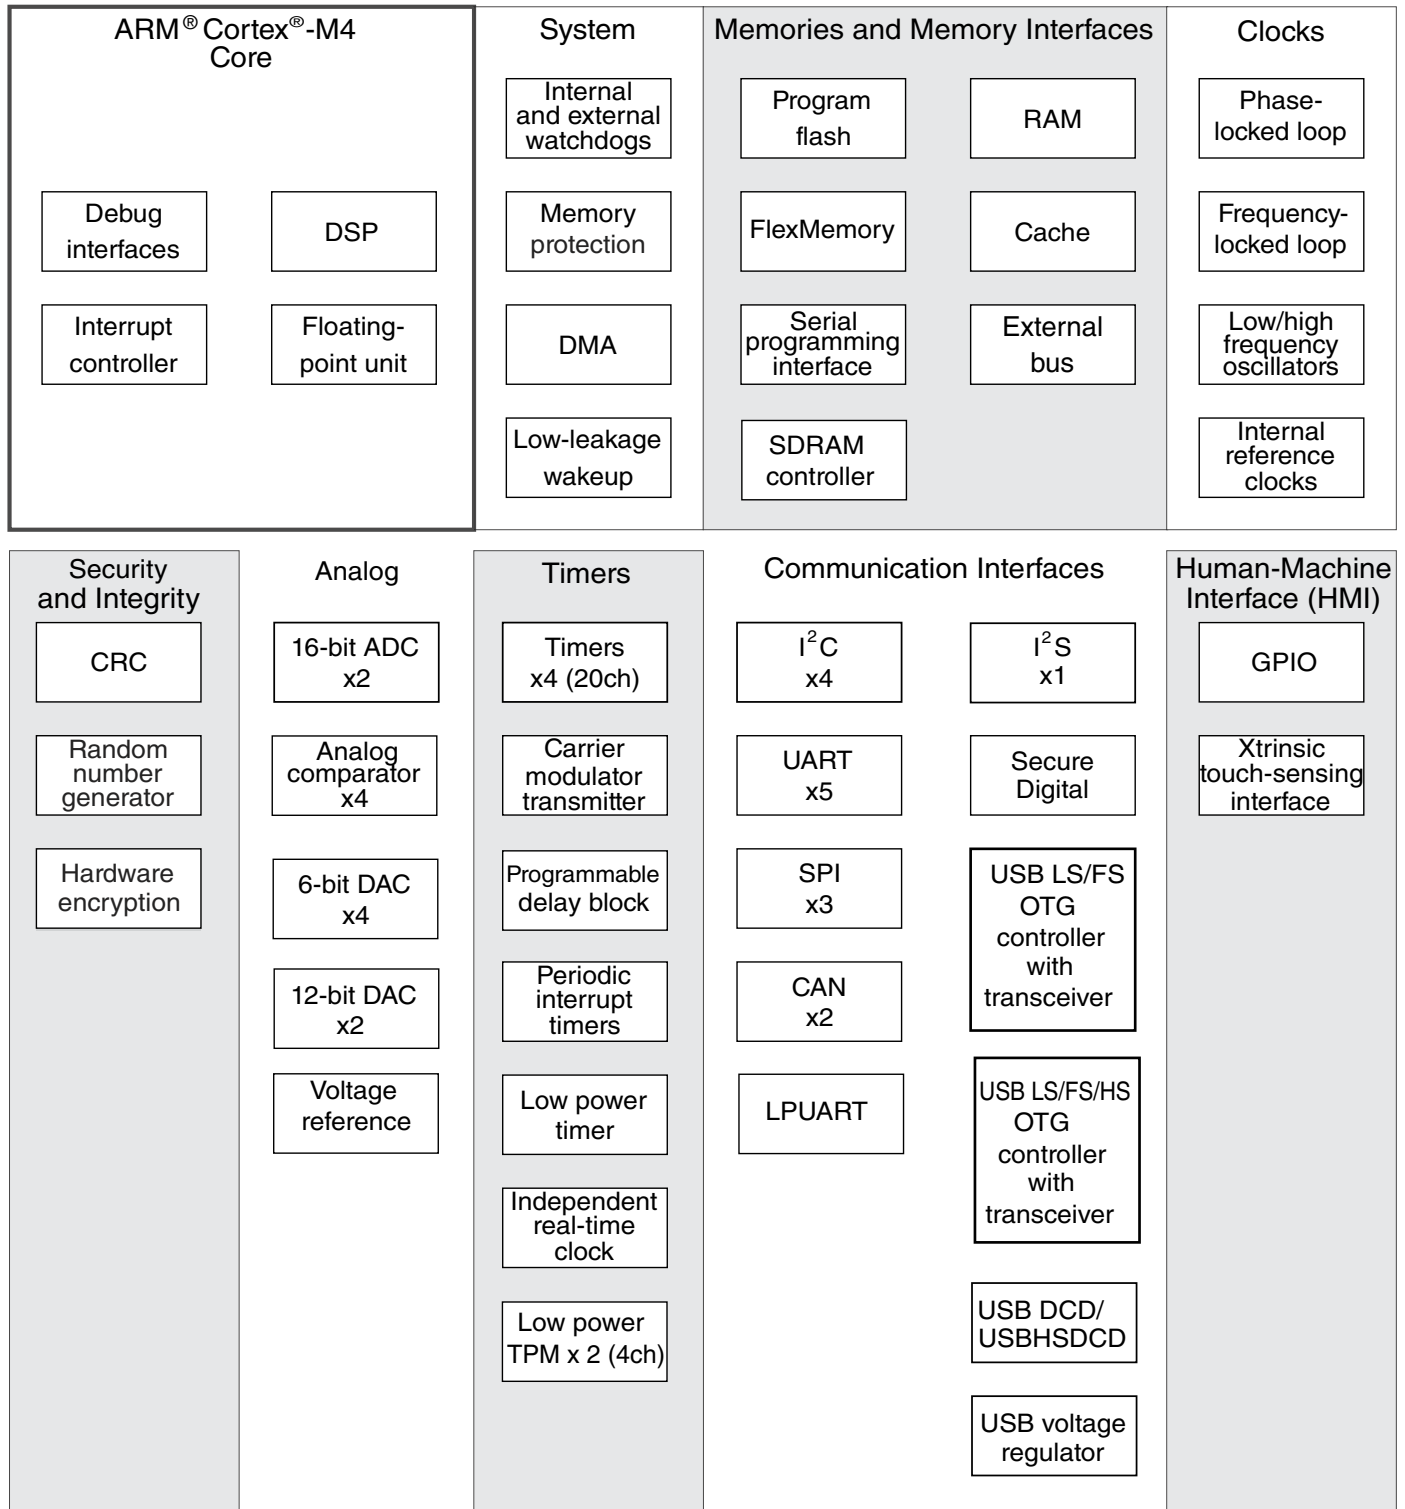 ARM® Cortex®-M4
Core
Debug
interfaces
DSP
Interrupt
controller
Floating-
point unit
System
Internal
and external
watchdogs
Memory
protection
DMA
Low-leakage
wakeup
Memories and Memory Interfaces
Program
flash
RAM
FlexMemory
Cache
Serial
programming
interface
External
bus
SDRAM
controller
Clocks
Phase-
locked loop
Frequency-
locked loop
Low/high
frequency
oscillators
Internal
reference
clocks
Security
and Integrity
CRC
Random
number
generator
Hardware
encryption
Analog
16-bit ADC
x2
Analog
comparator
x4
6-bit DAC
x4
12-bit DAC
x2
Voltage
reference
Timers
Timers
x4 (20ch)
Carrier
modulator
transmitter
Programmable
delay block
Periodic
interrupt
timers
Low power
timer
Independent
real-time
clock
Low power
TPM x 2 (4ch)
Communication Interfaces
I²C
x4
I²S
x1
UART
x5
Secure
Digital
SPI
x3
USB LS/FS
OTG
controller
with
transceiver
CAN
x2
LPUART
USB LS/FS/HS
OTG
controller
with
transceiver
USB DCD/
USBHSDCD
USB voltage
regulator
Human-Machine
Interface (HMI)
GPIO
Xtrinsic
touch-sensing
interface